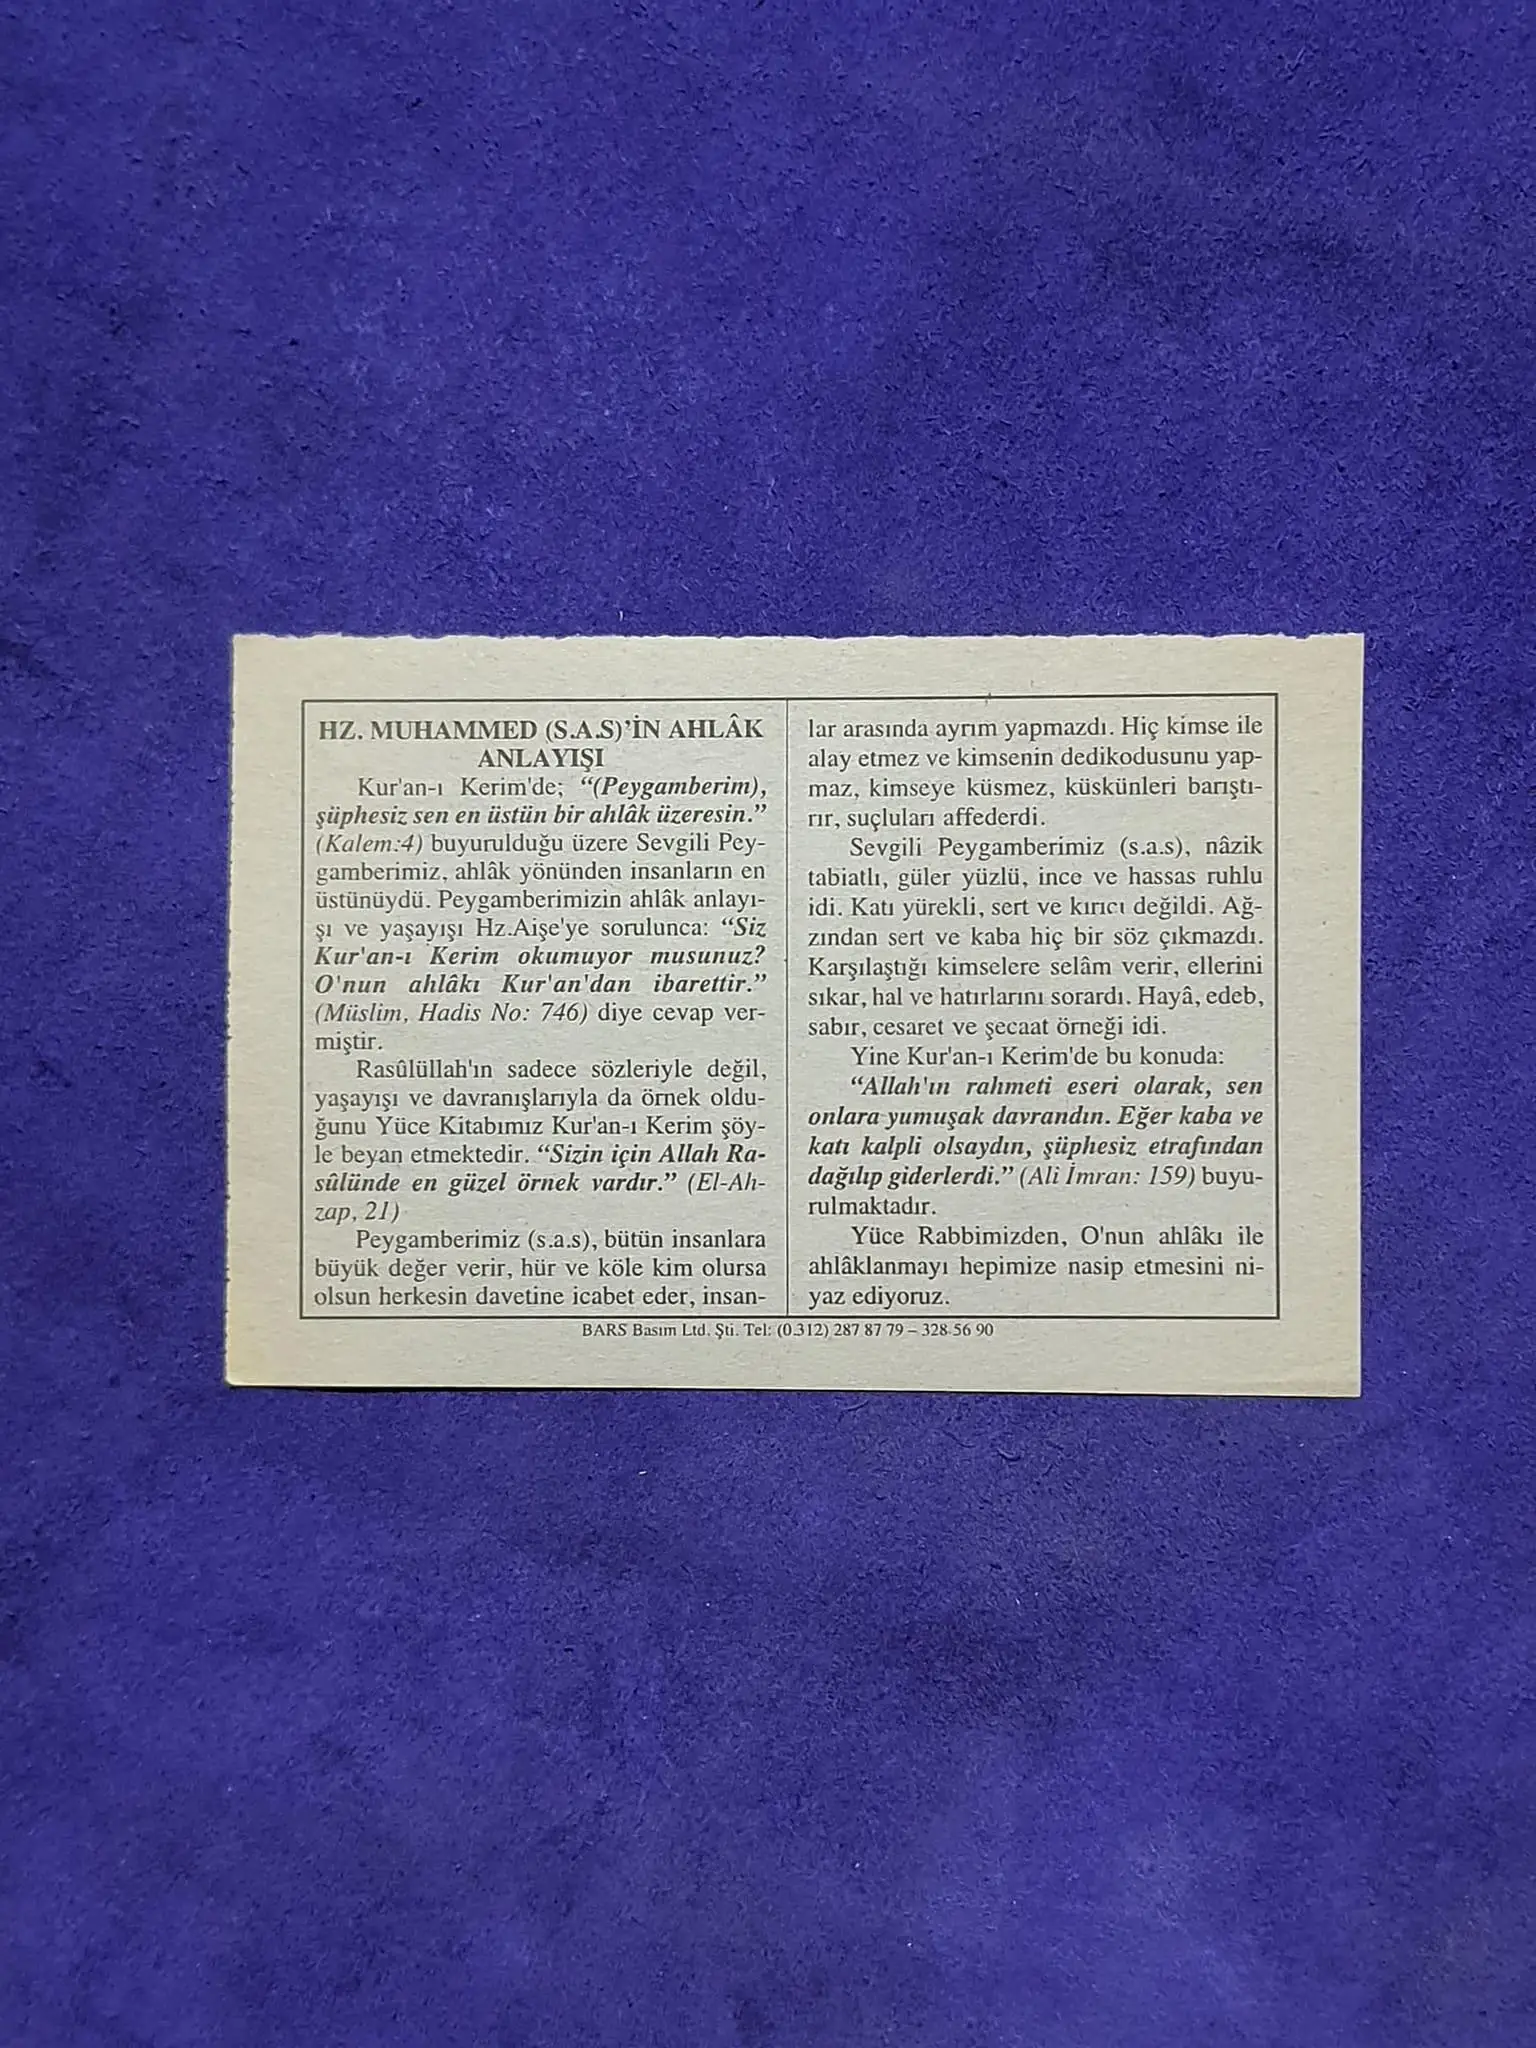 HZ. MUHAMMED (S.A.S)'İN AHLÂK
ANLAYIŞI
Kur'an-ı Kerim'de; “(Peygamberim),
şüphesiz sen en üstün bir ahlâk üzeresin.”
(Kalem:4) buyurulduğu üzere Sevgili Pey-
gamberimiz, ahlâk yönünden insanların en
üstünüydü. Peygamberimizin ahlâk anlayı-
şı ve yaşayışı Hz.Aişe'ye sorulunca: “Siz
Kur'an-ı Kerim okumuyor musunuz?
O'nun ahlâkı Kur'an'dan ibarettir.”
(Müslim, Hadis No: 746) diye cevap ver-
miştir.
Rasûlüllah'ın sadece sözleriyle değil,
yaşayışı ve davranışlarıyla da örnek oldu-
ğunu Yüce Kitabımız Kur'an-ı Kerim şöy-
le beyan etmektedir. “Sizin için Allah Ra-
sûlünde en güzel örnek vardır.” (El-Ah-
zap, 21)
Peygamberimiz (s.a.s), bütün insanlara
büyük değer verir, hür ve köle kim olursa
olsun herkesin davetine icabet eder, insan-
lar arasında ayrım yapmazdı. Hiç kimse ile
alay etmez ve kimsenin dedikodusunu yap-
maz, kimseye küsmez, küskünleri barıştı-
rır, suçluları affederdi.
Sevgili Peygamberimiz (s.a.s), nâzik
tabiatlı, güler yüzlü, ince ve hassas ruhlu
idi. Katı yürekli, sert ve kırıcı değildi. Ağ-
zından sert ve kaba hiç bir söz çıkmazdı.
Karşılaştığı kimselere selâm verir, ellerini
sıkar, hal ve hatırlarını sorardı. Hayâ, edeb,
sabır, cesaret ve şecaat örneği idi.
Yine Kur'an-ı Kerim'de bu konuda:
“Allah'ın rahmeti eseri olarak, sen
onlara yumuşak davrandın. Eğer kaba ve
katı kalpli olsaydın, şüphesiz etrafından
dağılıp giderlerdi.” (Ali İmran: 159) buyu-
rulmaktadır.
Yüce Rabbimizden, O'nun ahlâkı ile
ahlâklanmayı hepimize nasip etmesini ni-
yaz ediyoruz.
BARS Basım Ltd. Şti. Tel: (0.312) 287 87 79 – 328 56 90